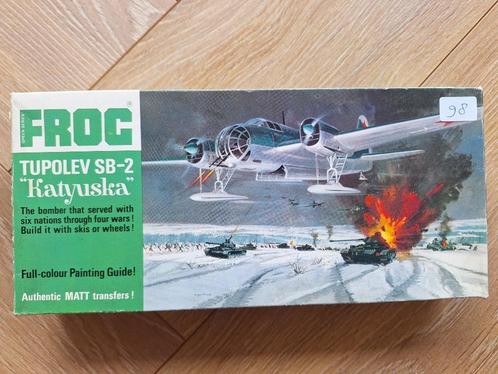 FROG
TUPOLEV SB-2
"Katyuska"
The bomber that served with
six nations through four wars!
Build it with skis or wheels!
Full-colour Painting Guide!
Authentic MATT transfers!
98